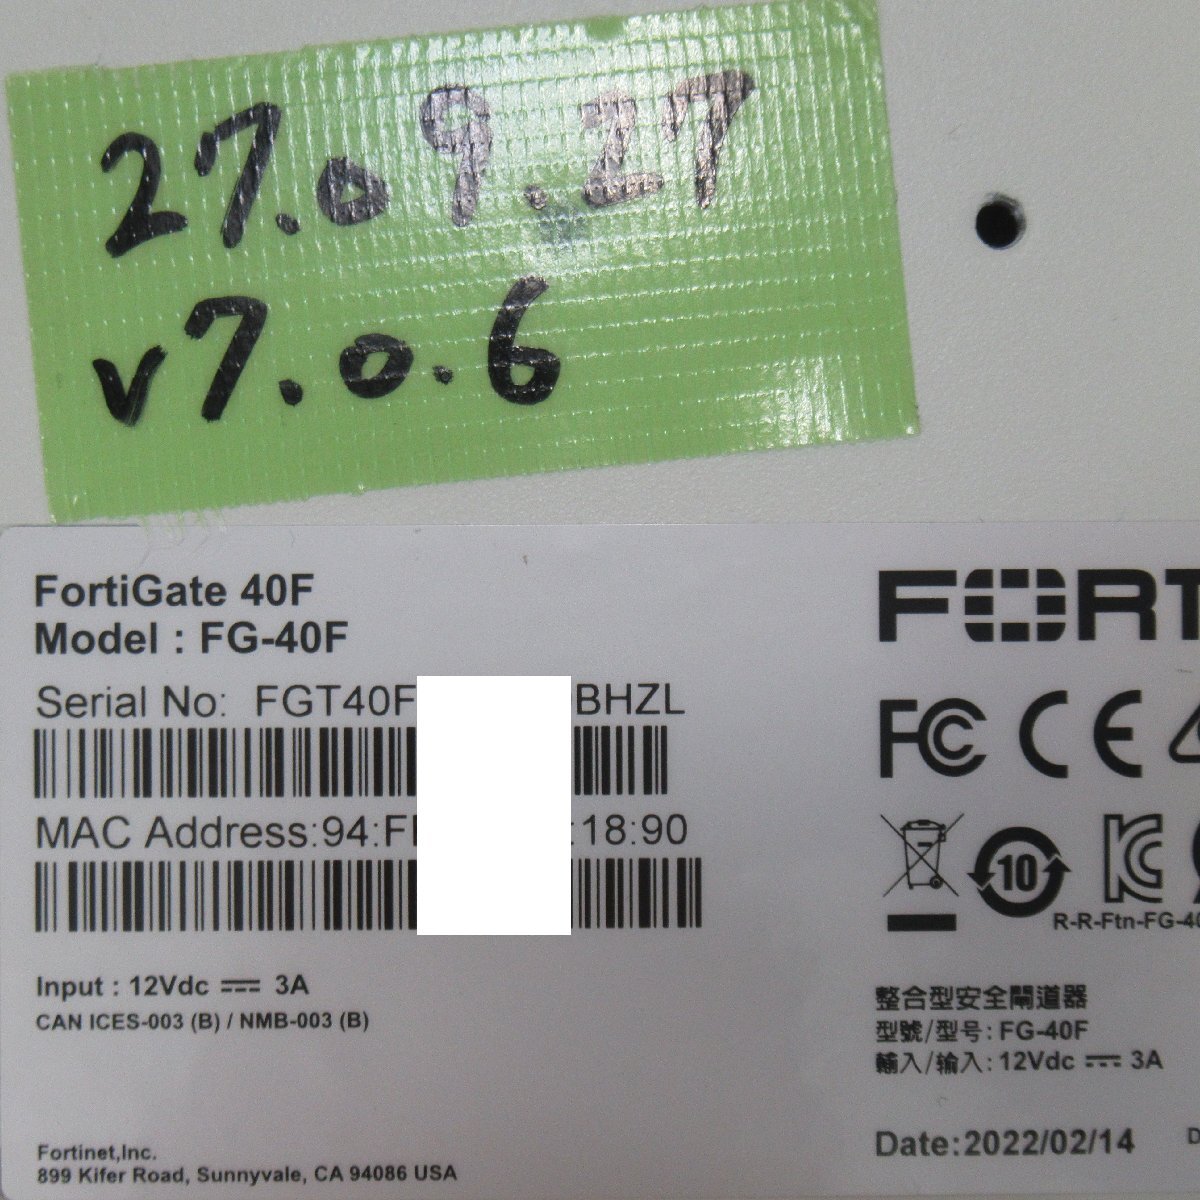 27.09.27
v7.0.6
FortiGate 40F
Model : FG-40F
Serial No: FGT40F BHZL
MAC Address:94:F :18:90
Input : 12Vdc ⎓ 3A
CAN ICES-003 (B) / NMB-003 (B)
Fortinet,Inc.
899 Kifer Road, Sunnyvale, CA 94086 USA
FORT
FC CE
10
R-R-Ftn-FG-40
整合型安全閘道器
型號/型号: FG-40F
輸入/输入: 12Vdc ⎓ 3A
Date:2022/02/14